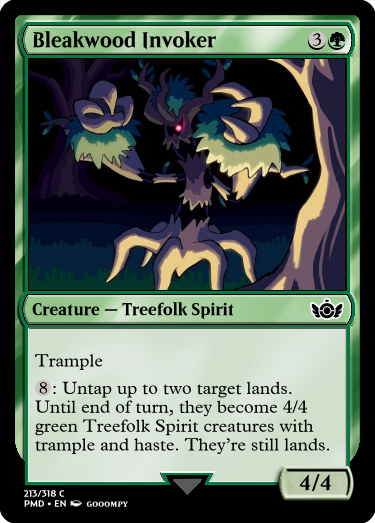 Bleakwood Invoker 3
Creature — Treefolk Spirit
Trample
8: Untap up to two target lands.
Until end of turn, they become 4/4
green Treefolk Spirit creatures with
trample and haste. They're still lands.
4/4
213/318 C
PMD • EN GOOOMPY